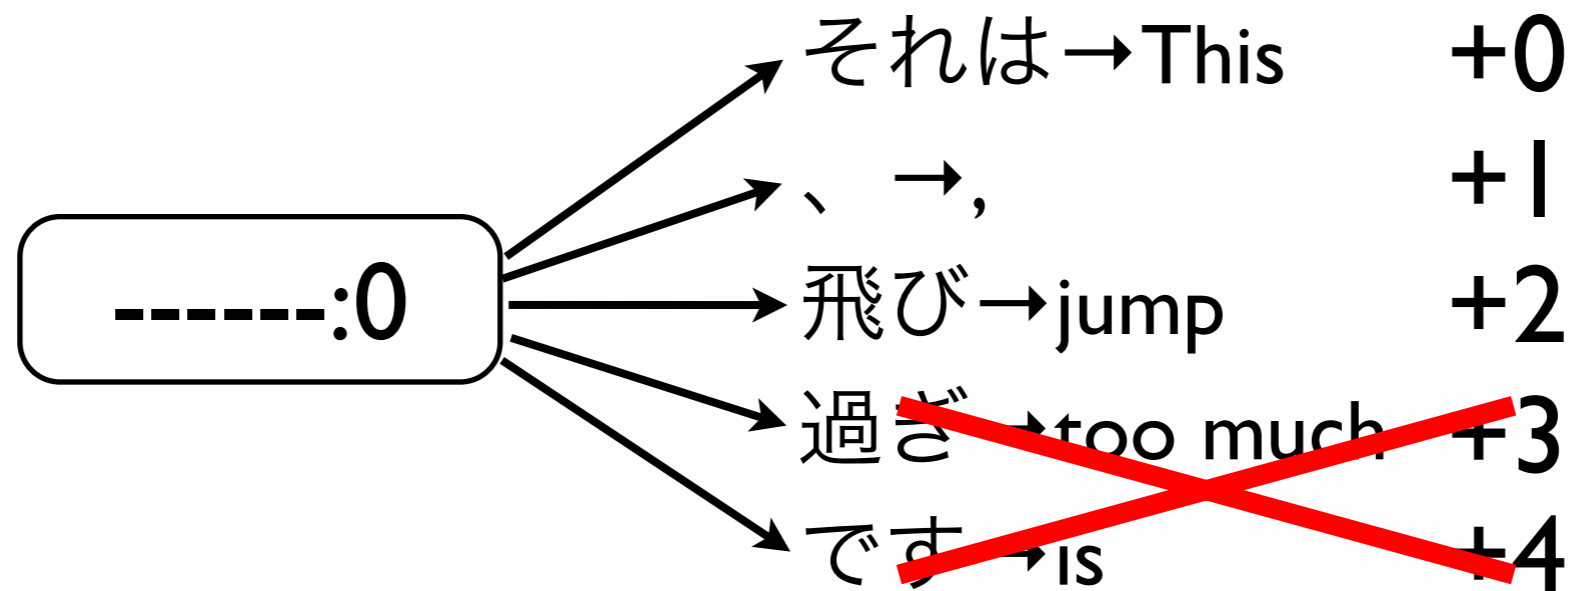 それは→This +0
、→, +1
------:0
飛び→jump +2
過ぎ→too much +3
です→is +4